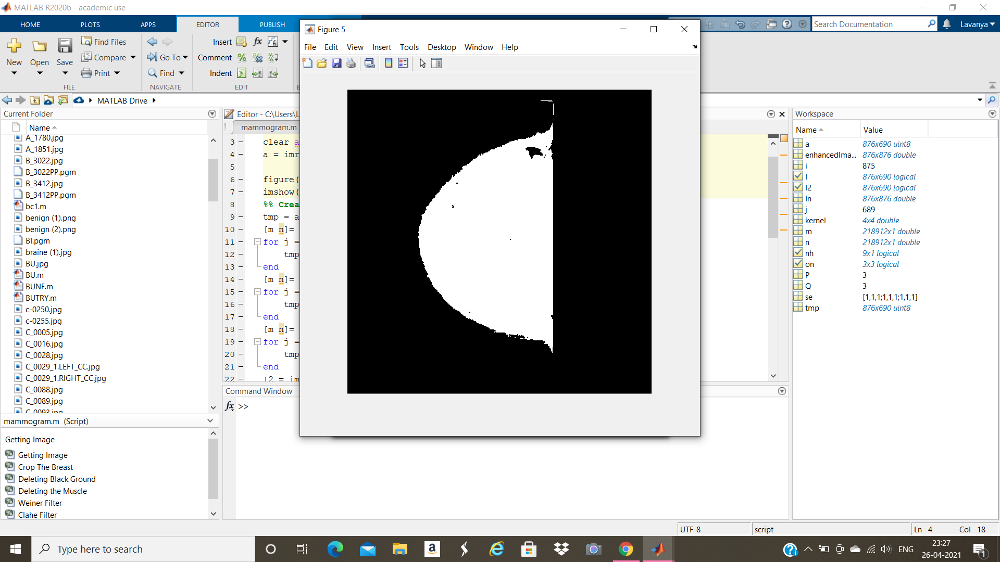 MATLAB R2020b - academic use
HOME PLOTS APPS EDITOR PUBLISH
Search Documentation
Lavanya
New Open Save
Find Files
Compare
Print
FILE
Go To
Find
NAVIGATE
Insert fx
Comment
Indent
EDIT
MATLAB Drive
Current Folder
Name
A_1780.jpg
A_1851.jpg
B_3022.jpg
B_3022PP.pgm
B_3412.jpg
B_3412PP.pgm
bc1.m
benign (1).png
benign (2).png
BI.pgm
braine (1).jpg
BU.jpg
BU.m
BUNF.m
BUTRY.m
c-0250.jpg
c-0255.jpg
C_0005.jpg
C_0016.jpg
C_0028.jpg
C_0029_1.LEFT_CC.jpg
C_0029_1.RIGHT_CC.jpg
C_0088.jpg
C_0089.jpg
C_0093.jpg
mammogram.m (Script)
Getting Image
Getting Image
Crop The Breast
Deleting Black Ground
Deleting the Muscle
Weiner Filter
Clahe Filter
Editor - C:\Users\L
mammogram.m
3 – clear a
4 – a = imr
5
6 – figure(
7 – imshow(
8 %% Crea
9 – tmp = a
10 – [m n]=
11 – for j =
12 – tmp
13 – end
14 – [m n]=
15 – for j =
16 – tmp
17 – end
18 – [m n]=
19 – for j =
20 – tmp
21 – end
22 – I2 = im
Command Window
fx >>
Figure 5
File Edit View Insert Tools Desktop Window Help
Workspace
Name Value
a 876x690 uint8
enhancedIma... 876x876 double
i 875
I 876x690 logical
I2 876x690 logical
In 876x876 double
j 689
kernel 4x4 double
m 218912x1 double
n 218912x1 double
nh 9x1 logical
on 3x3 logical
P 3
Q 3
se [1,1,1;1,1,1;1,1,1]
tmp 876x690 uint8
UTF-8 script Ln 4 Col 18
Type here to search
a
ENG
23:27
26-04-2021
1